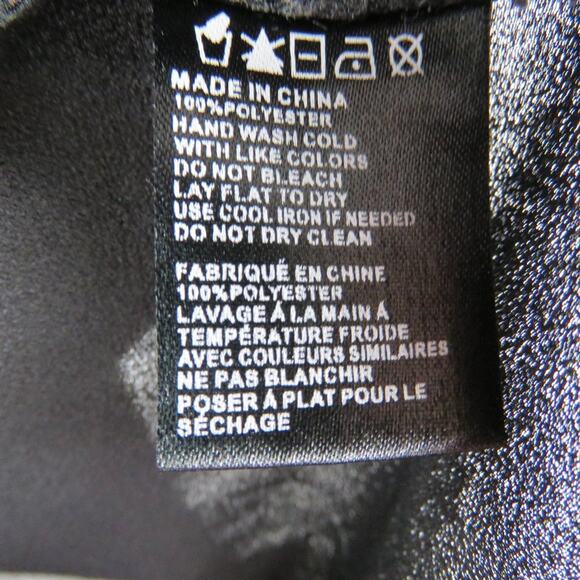 MADE IN CHINA
100%POLYESTER
HAND WASH COLD
WITH LIKE COLORS
DO NOT BLEACH
LAY FLAT TO DRY
USE COOL IRON IF NEEDED
DO NOT DRY CLEAN
FABRIQUÉ EN CHINE
100%POLYESTER
LAVAGE À LA MAIN À
TEMPÉRATURE FROIDE
AVEC COULEURS SIMILAIRES
NE PAS BLANCHIR
POSER À PLAT POUR LE
SÉCHAGE